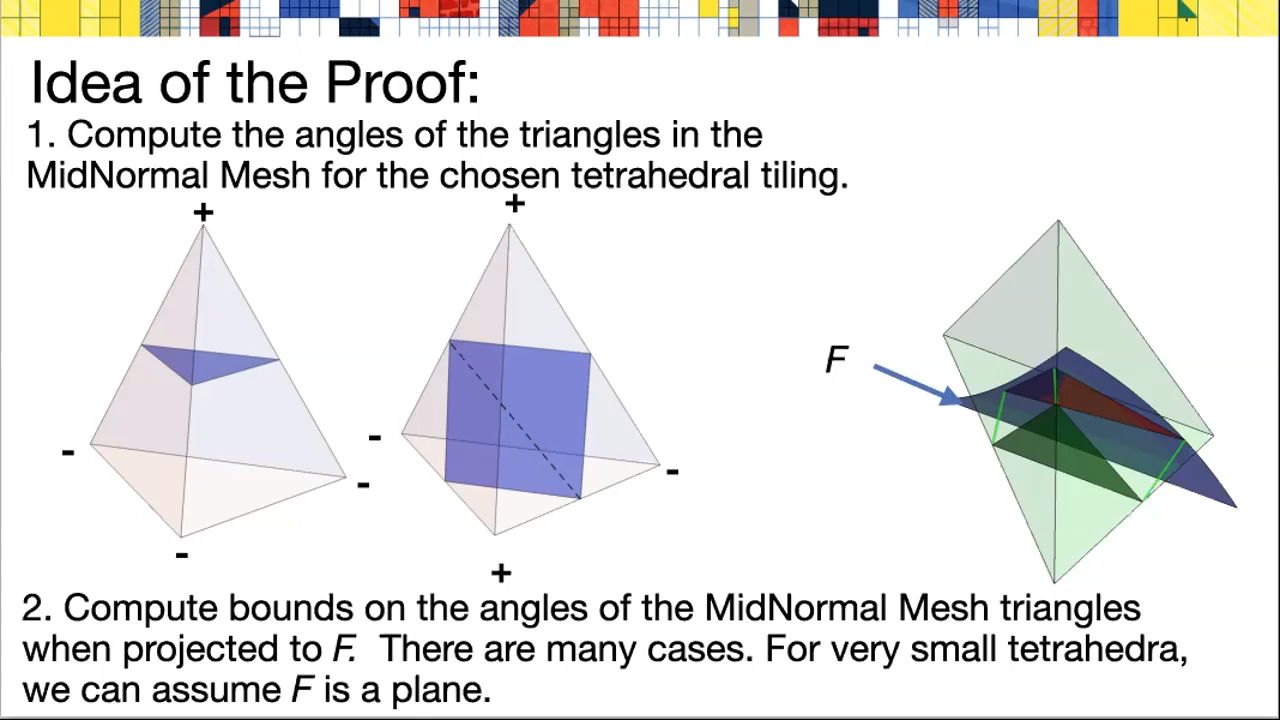 Idea of the Proof:
1. Compute the angles of the triangles in the
MidNormal Mesh for the chosen tetrahedral tiling.
+
+
F
-
-
-
-
-
+
2. Compute bounds on the angles of the MidNormal Mesh triangles
when projected to F. There are many cases. For very small tetrahedra,
we can assume F is a plane.